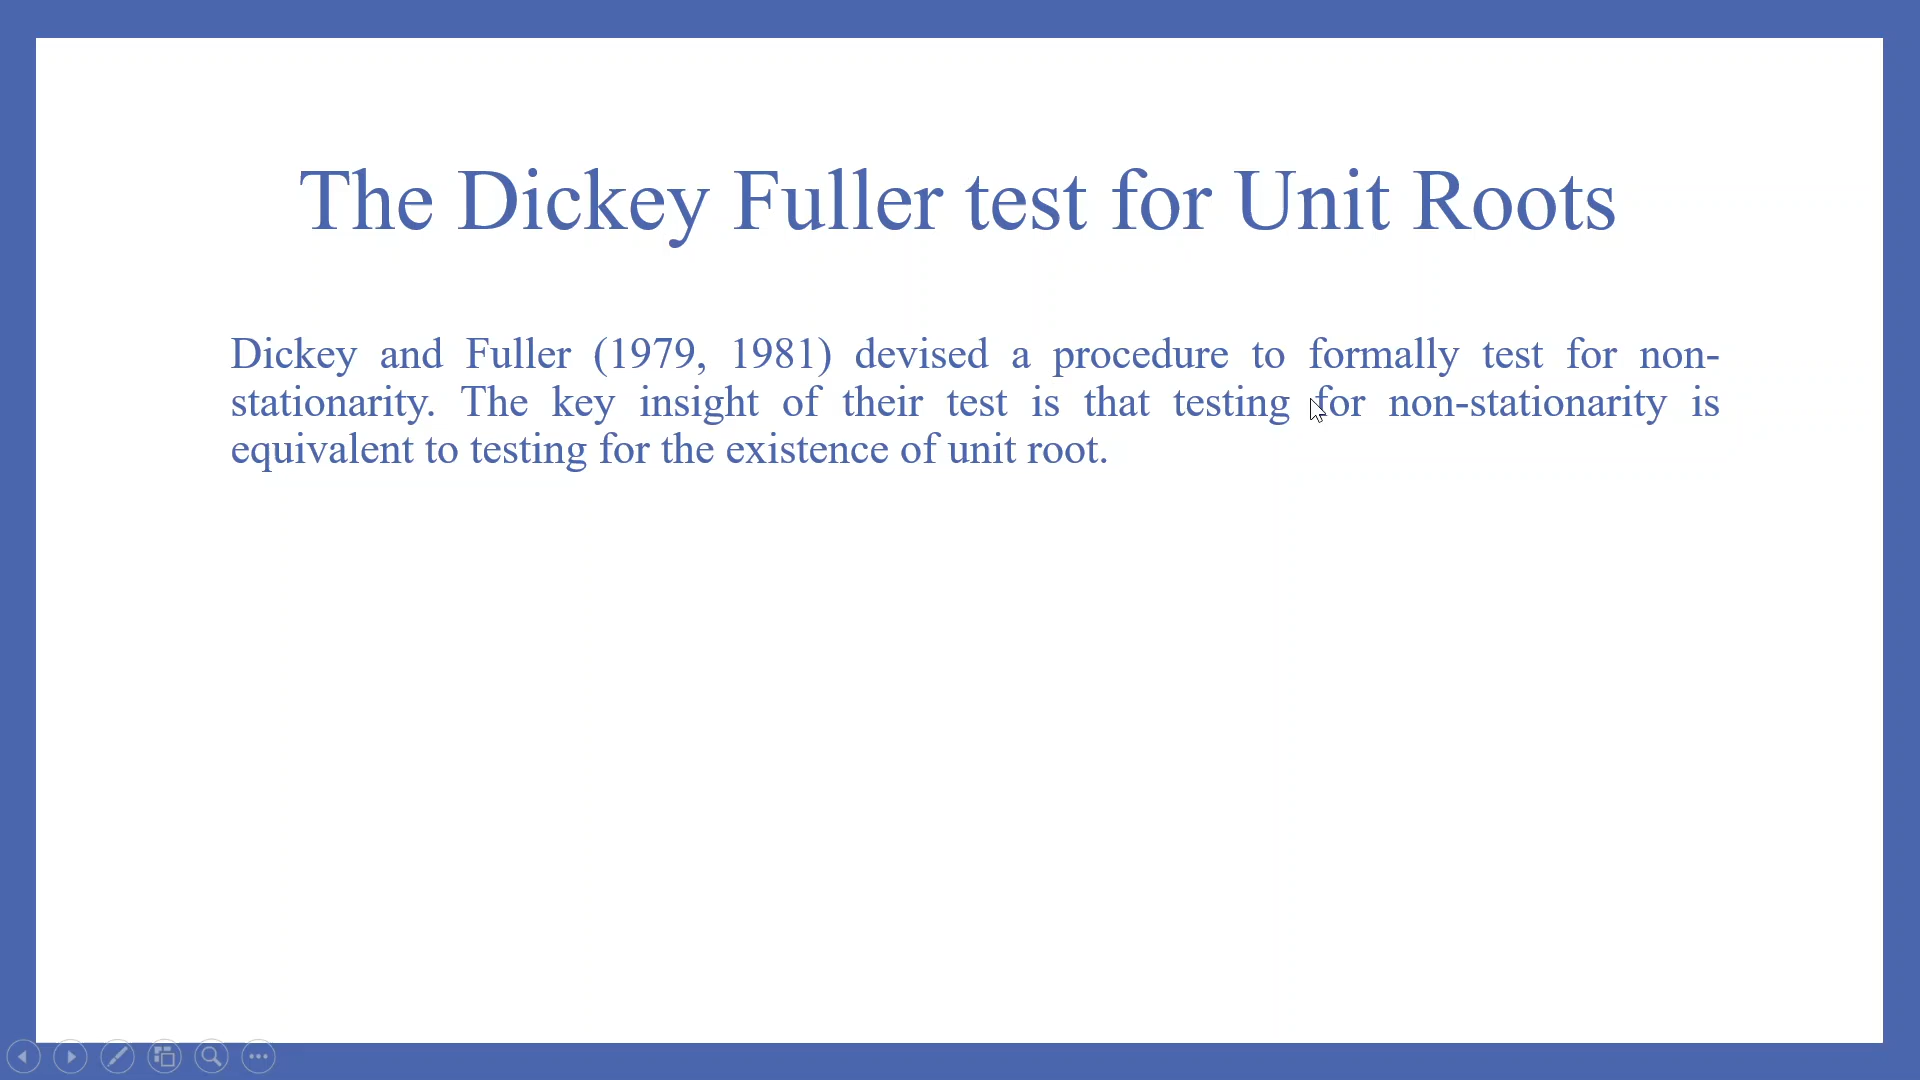 The Dickey Fuller test for Unit Roots
Dickey and Fuller (1979, 1981) devised a procedure to formally test for non-
stationarity. The key insight of their test is that testing for non-stationarity is
equivalent to testing for the existence of unit root.